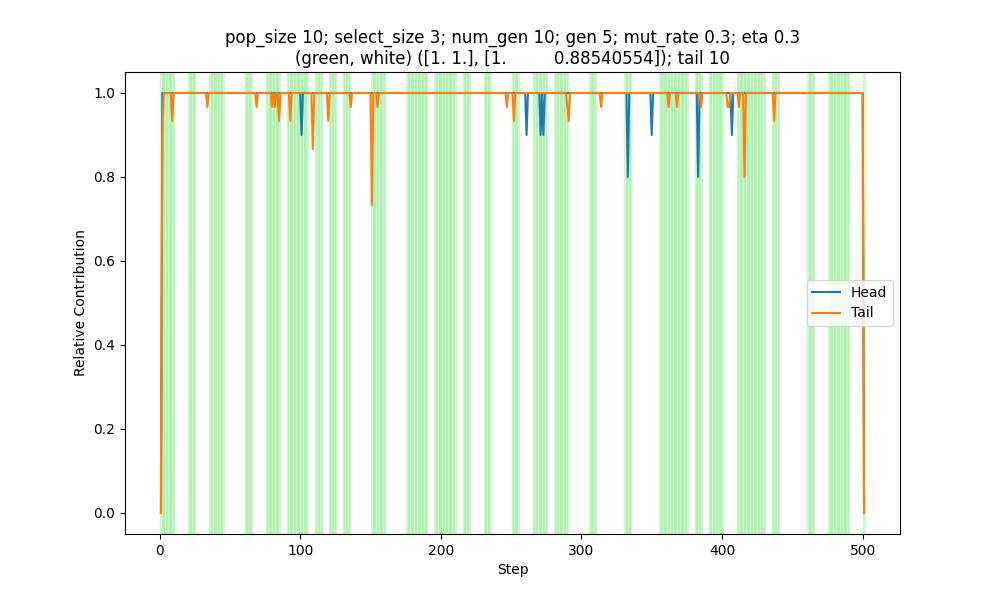 pop_size 10; select_size 3; num_gen 10; gen 5; mut_rate 0.3; eta 0.3
(green, white) ([1. 1.], [1.         0.88540554]); tail 10
1.0
0.8
0.6
0.4
0.2
0.0
Relative Contribution
Head
Tail
0
100
200
300
400
500
Step